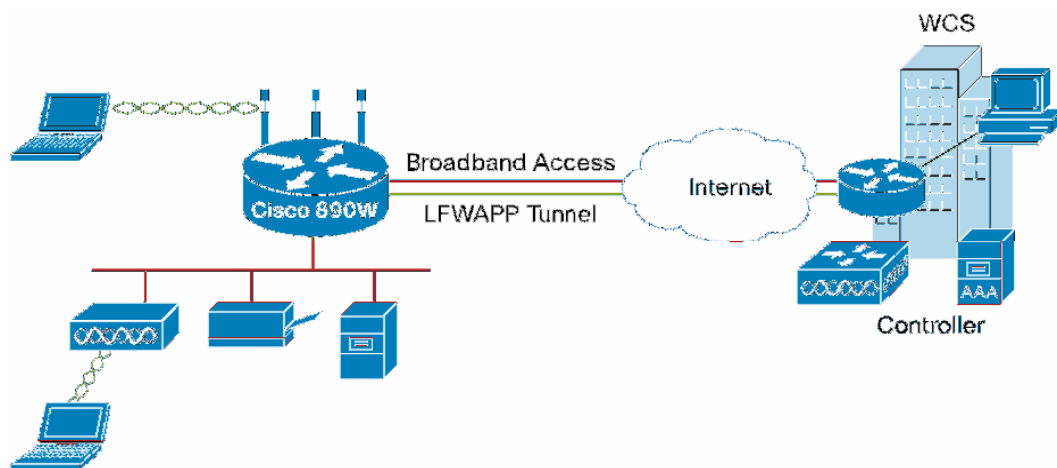 WCS
Broadband Access
Internet
Cisco 890W
LFWAPP Tunnel
AAA
Controller